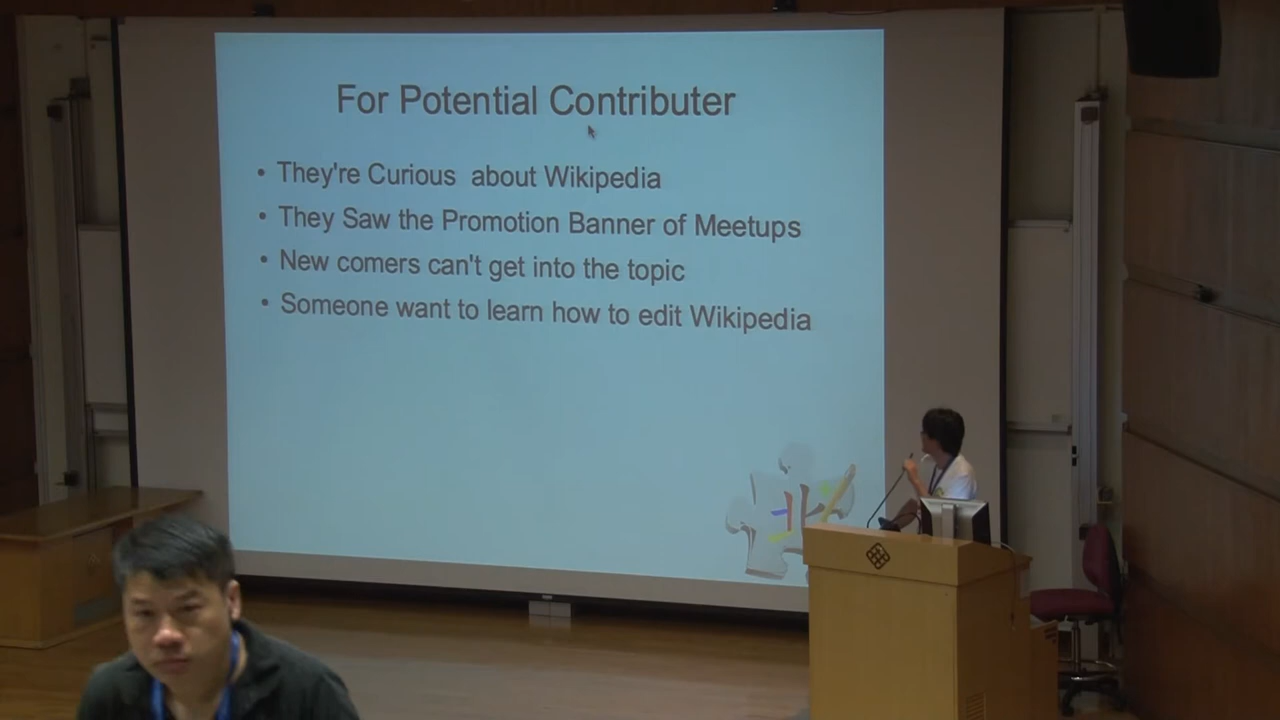 For Potential Contributer
• They're Curious  about Wikipedia
• They Saw the Promotion Banner of Meetups
• New comers can't get into the topic
• Someone want to learn how to edit Wikipedia
北